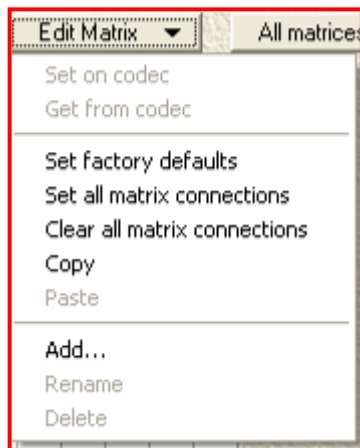 Edit Matrix All matrices
Set on codec
Get from codec
Set factory defaults
Set all matrix connections
Clear all matrix connections
Copy
Paste
Add...
Rename
Delete